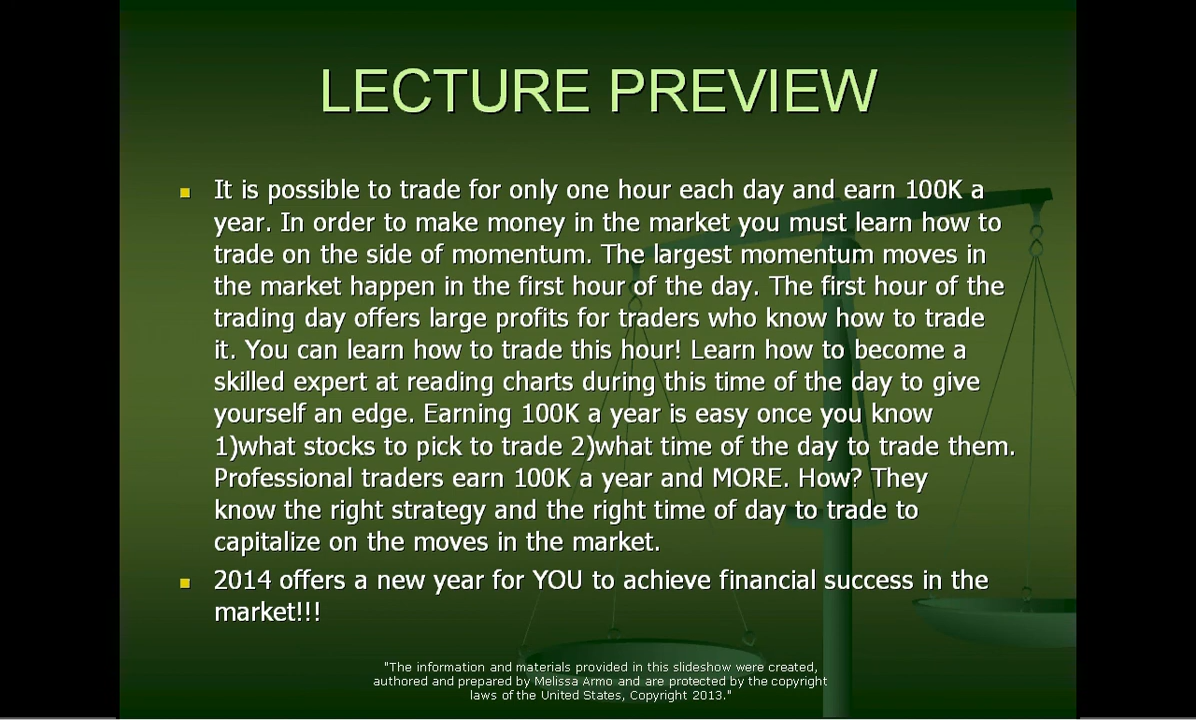 LECTURE PREVIEW
It is possible to trade for only one hour each day and earn 100K a
year. In order to make money in the market you must learn how to
trade on the side of momentum. The largest momentum moves in
the market happen in the first hour of the day. The first hour of the
trading day offers large profits for traders who know how to trade
it. You can learn how to trade this hour! Learn how to become a
skilled expert at reading charts during this time of the day to give
yourself an edge. Earning 100K a year is easy once you know
1)what stocks to pick to trade 2)what time of the day to trade them.
Professional traders earn 100K a year and MORE. How? They
know the right strategy and the right time of day to trade to
capitalize on the moves in the market.
2014 offers a new year for YOU to achieve financial success in the
market!!!
"The information and materials provided in this slideshow were created,
authored and prepared by Melissa Armo and are protected by the copyright
laws of the United States, Copyright 2013."